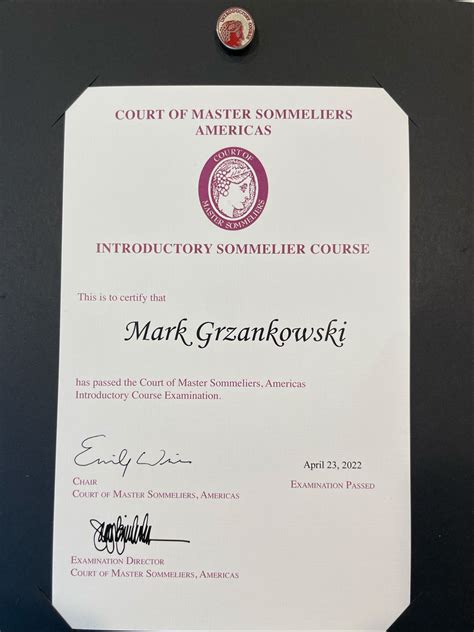 COURT OF MASTER SOMMELIERS
AMERICAS
COURT OF
MASTER SOMMELIERS
INTRODUCTORY SOMMELIER COURSE
This is to certify that
Mark Grzankowski
has passed the Court of Master Sommeliers, Americas
Introductory Course Examination.
Emily Wines
April 23, 2022
CHAIR
EXAMINATION PASSED
COURT OF MASTER SOMMELIERS, AMERICAS
EXAMINATION DIRECTOR
COURT OF MASTER SOMMELIERS, AMERICAS